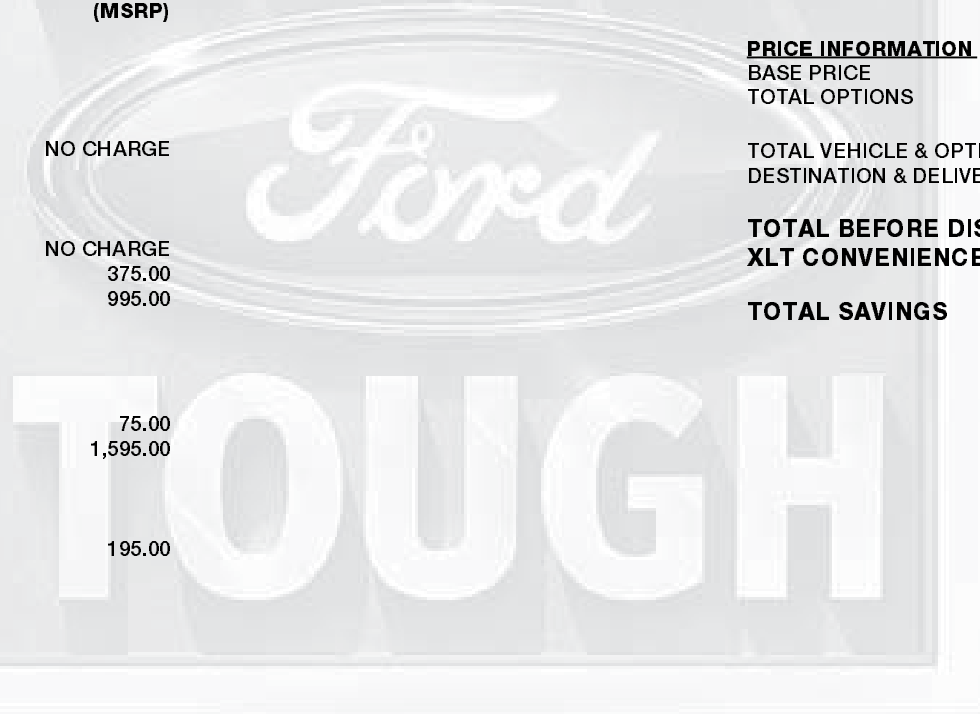 (MSRP)
NO CHARGE
NO CHARGE
375.00
995.00
75.00
1,595.00
195.00
Ford
TOUGH
PRICE INFORMATION
BASE PRICE
TOTAL OPTIONS
TOTAL VEHICLE & OPTI
DESTINATION & DELIVE
TOTAL BEFORE DIS
XLT CONVENIENCE
TOTAL SAVINGS